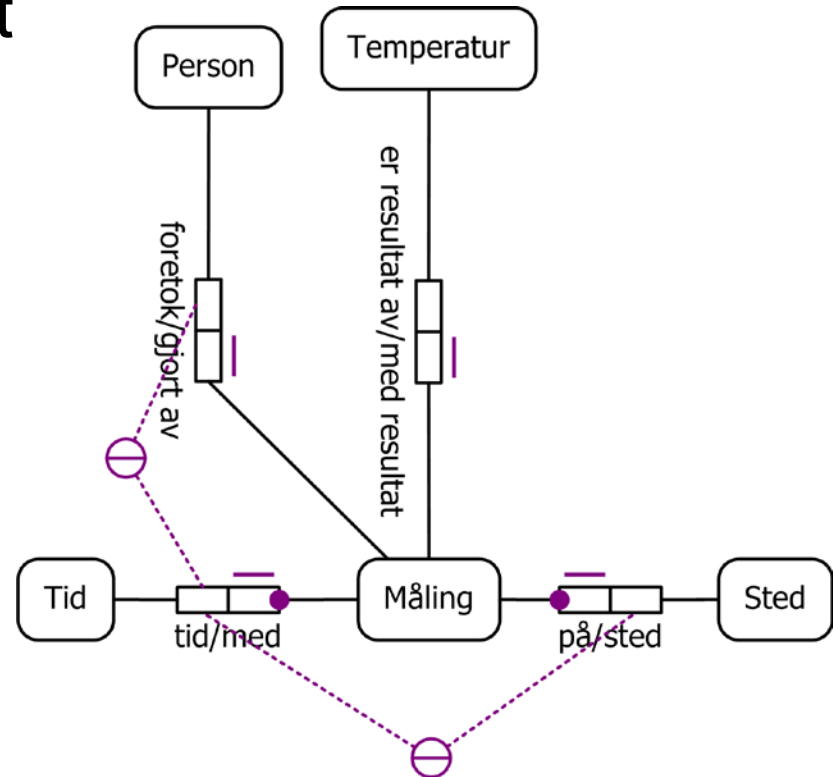 t
Person
Temperatur
foretok/gjort av
er resultat av/med resultat
Tid
Måling
Sted
tid/med
på/sted